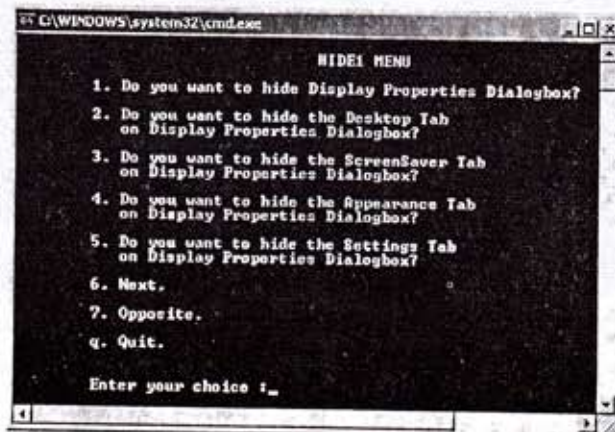 C:\WINDOWS\system32\cmd.exe
HIDE1 MENU
1. Do you want to hide Display Properties Dialogbox?
2. Do you want to hide the Desktop Tab
on Display Properties Dialogbox?
3. Do you want to hide the ScreenSaver Tab
on Display Properties Dialogbox?
4. Do you want to hide the Appearance Tab
on Display Properties Dialogbox?
5. Do you want to hide the Settings Tab
on Display Properties Dialogbox?
6. Next.
7. Opposite.
q. Quit.
Enter your choice :_